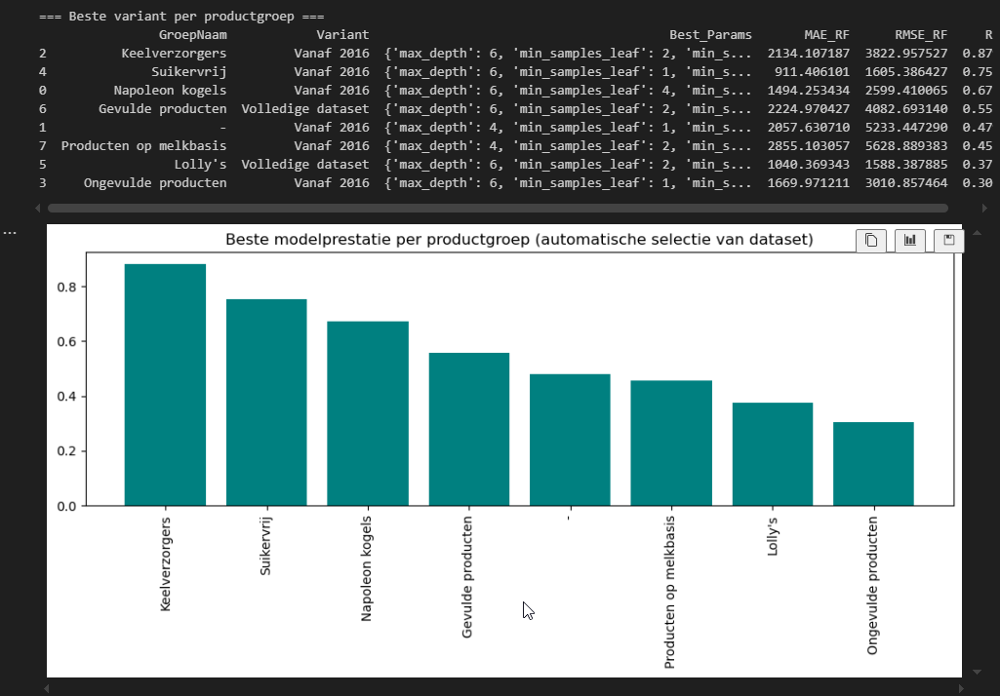 === Beste variant per productgroep ===
GroepNaam Variant Best_Params MAE_RF RMSE_RF R
2 Keelverzorgers Vanaf 2016 {'max_depth': 6, 'min_samples_leaf': 2, 'min_s... 2134.107187 3822.957527 0.87
4 Suikervrij Vanaf 2016 {'max_depth': 6, 'min_samples_leaf': 1, 'min_s... 911.406101 1605.386427 0.75
0 Napoleon kogels Vanaf 2016 {'max_depth': 6, 'min_samples_leaf': 4, 'min_s... 1494.253434 2599.410065 0.67
6 Gevulde producten Volledige dataset {'max_depth': 6, 'min_samples_leaf': 2, 'min_s... 2224.970427 4082.693140 0.55
1 - Vanaf 2016 {'max_depth': 4, 'min_samples_leaf': 1, 'min_s... 2057.630710 5233.447290 0.47
7 Producten op melkbasis Vanaf 2016 {'max_depth': 4, 'min_samples_leaf': 2, 'min_s... 2855.103057 5628.889383 0.45
5 Lolly's Volledige dataset {'max_depth': 6, 'min_samples_leaf': 2, 'min_s... 1040.369343 1588.387885 0.37
3 Ongevulde producten Vanaf 2016 {'max_depth': 6, 'min_samples_leaf': 1, 'min_s... 1669.971211 3010.857464 0.30
...
Beste modelprestatie per productgroep (automatische selectie van dataset)
0.8
0.6
0.4
0.2
0.0
Keelverzorgers
Suikervrij
Napoleon kogels
Gevulde producten
-
Producten op melkbasis
Lolly's
Ongevulde producten